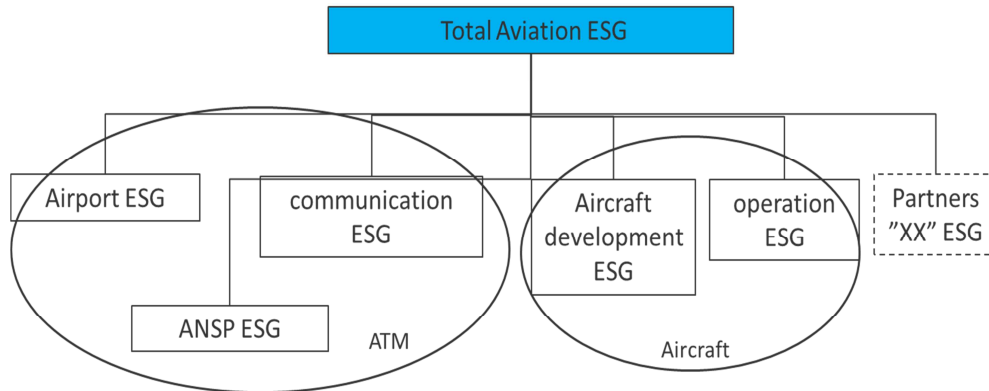 Total Aviation ESG
Airport ESG
communication
ESG
Aircraft
development
ESG
operation
ESG
Partners
”XX” ESG
ANSP ESG
ATM
Aircraft